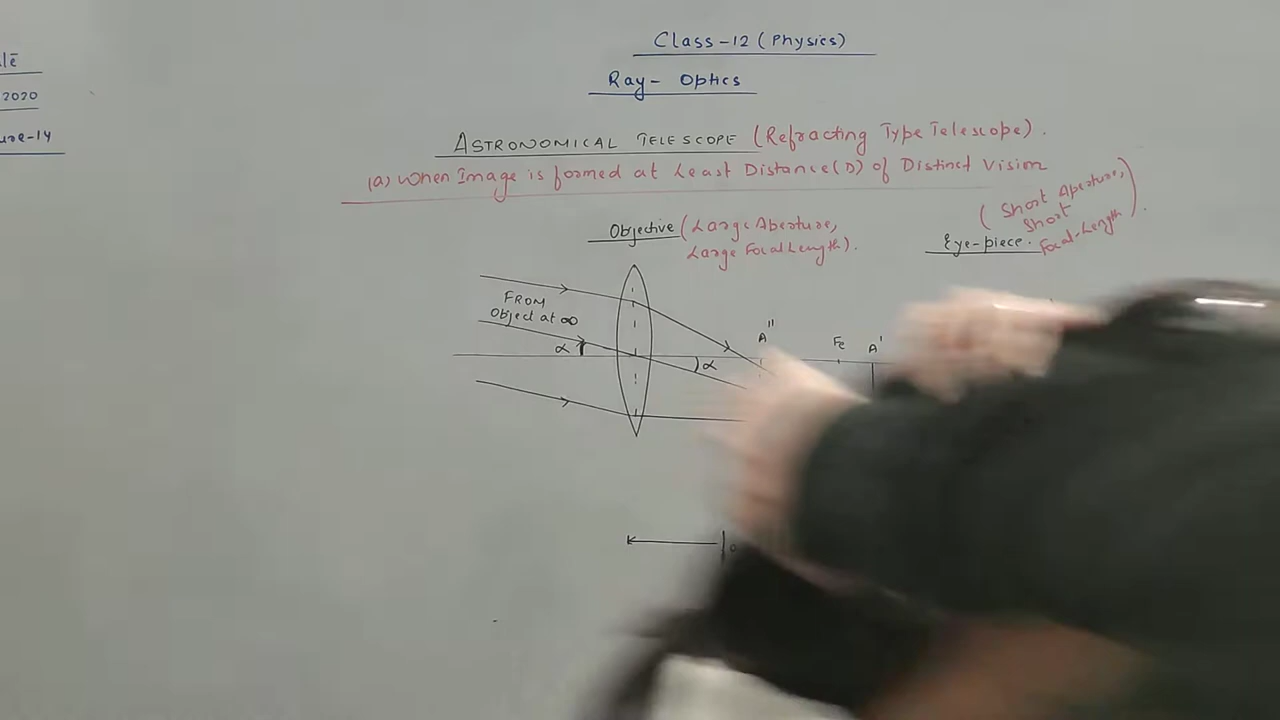 2020
Class-12 (Physics)
Ray- Optics
ASTRONOMICAL TELESCOPE (Refracting Type Telescope).
(a) When Image is formed at Least Distance(D) of Distinct Vision
Objective (Large Aperture,
Large Focal Length).
(Short Aperture,
Short
Focal-Length).
Eye-piece.
FROM
Object at ∞
α
α
A"
Fe
A'